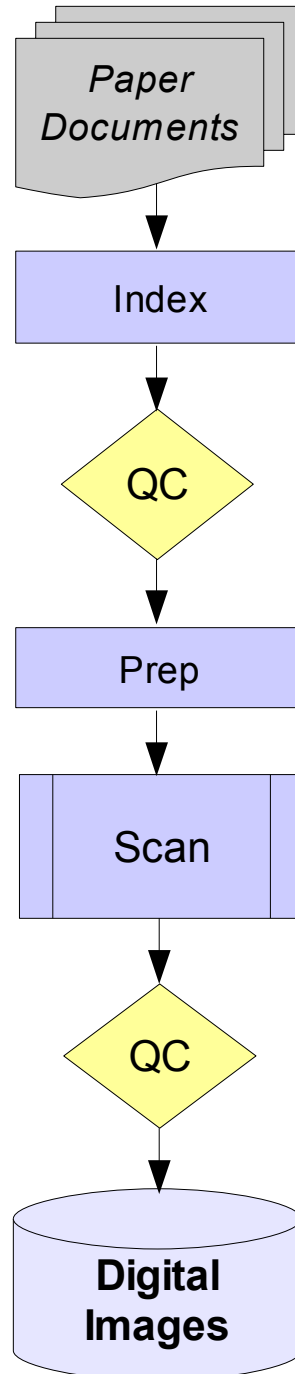 Paper
Documents
Index
QC
Prep
Scan
QC
Digital
Images